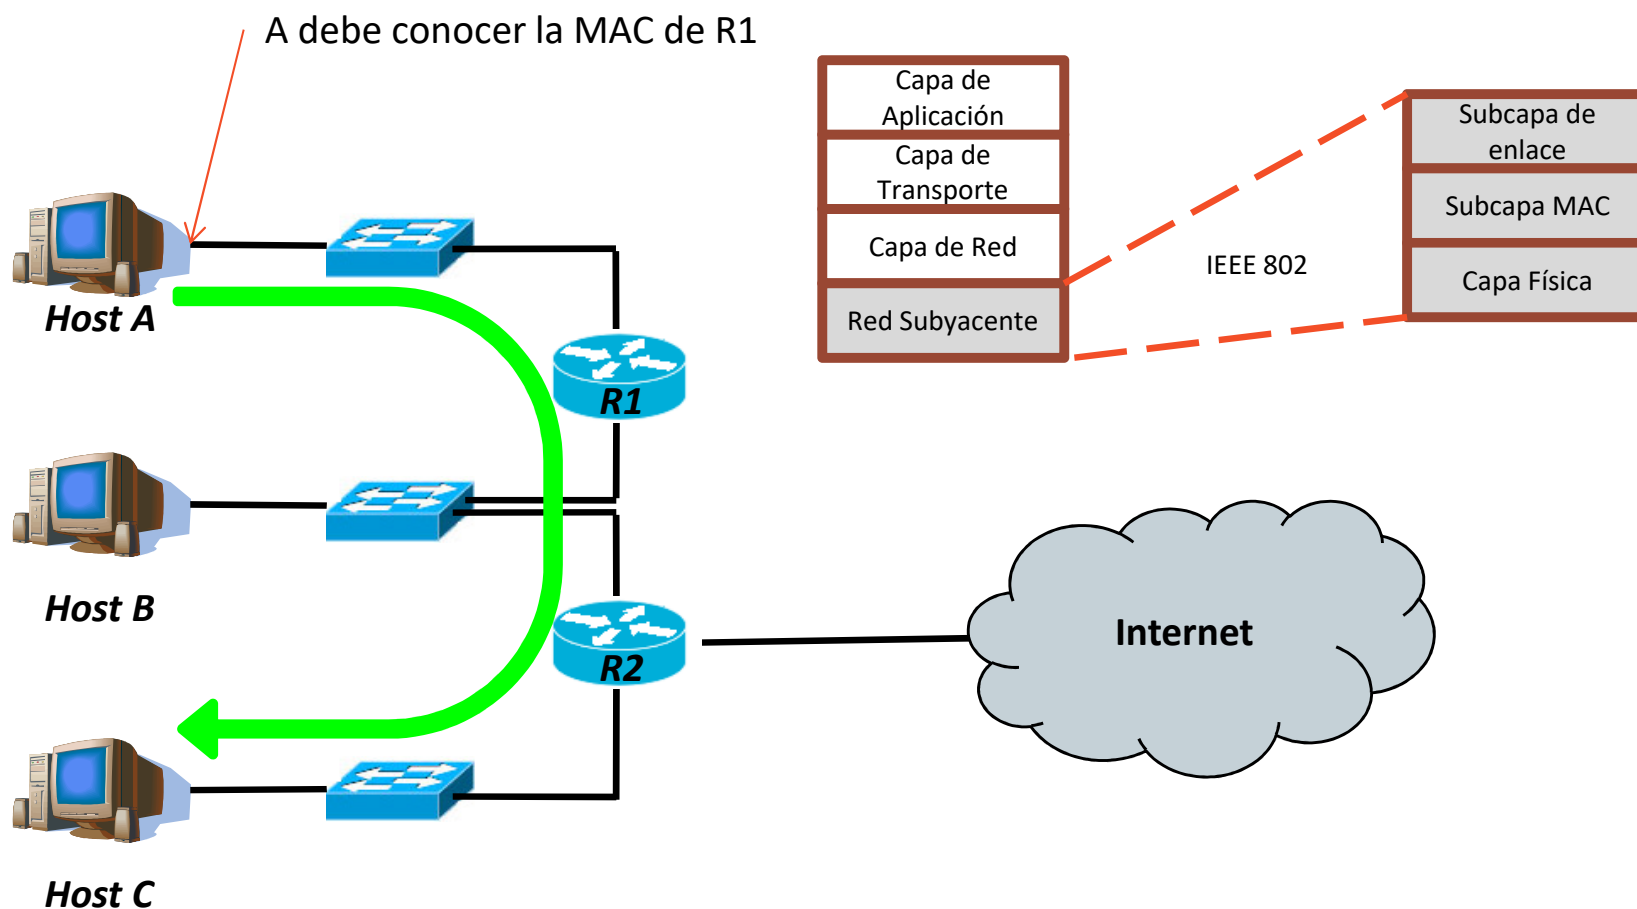 A debe conocer la MAC de R1
Capa de
Aplicación
Capa de
Transporte
Capa de Red
Red Subyacente
IEEE 802
Subcapa de
enlace
Subcapa MAC
Capa Física
Host A
R1
Host B
R2
Internet
Host C